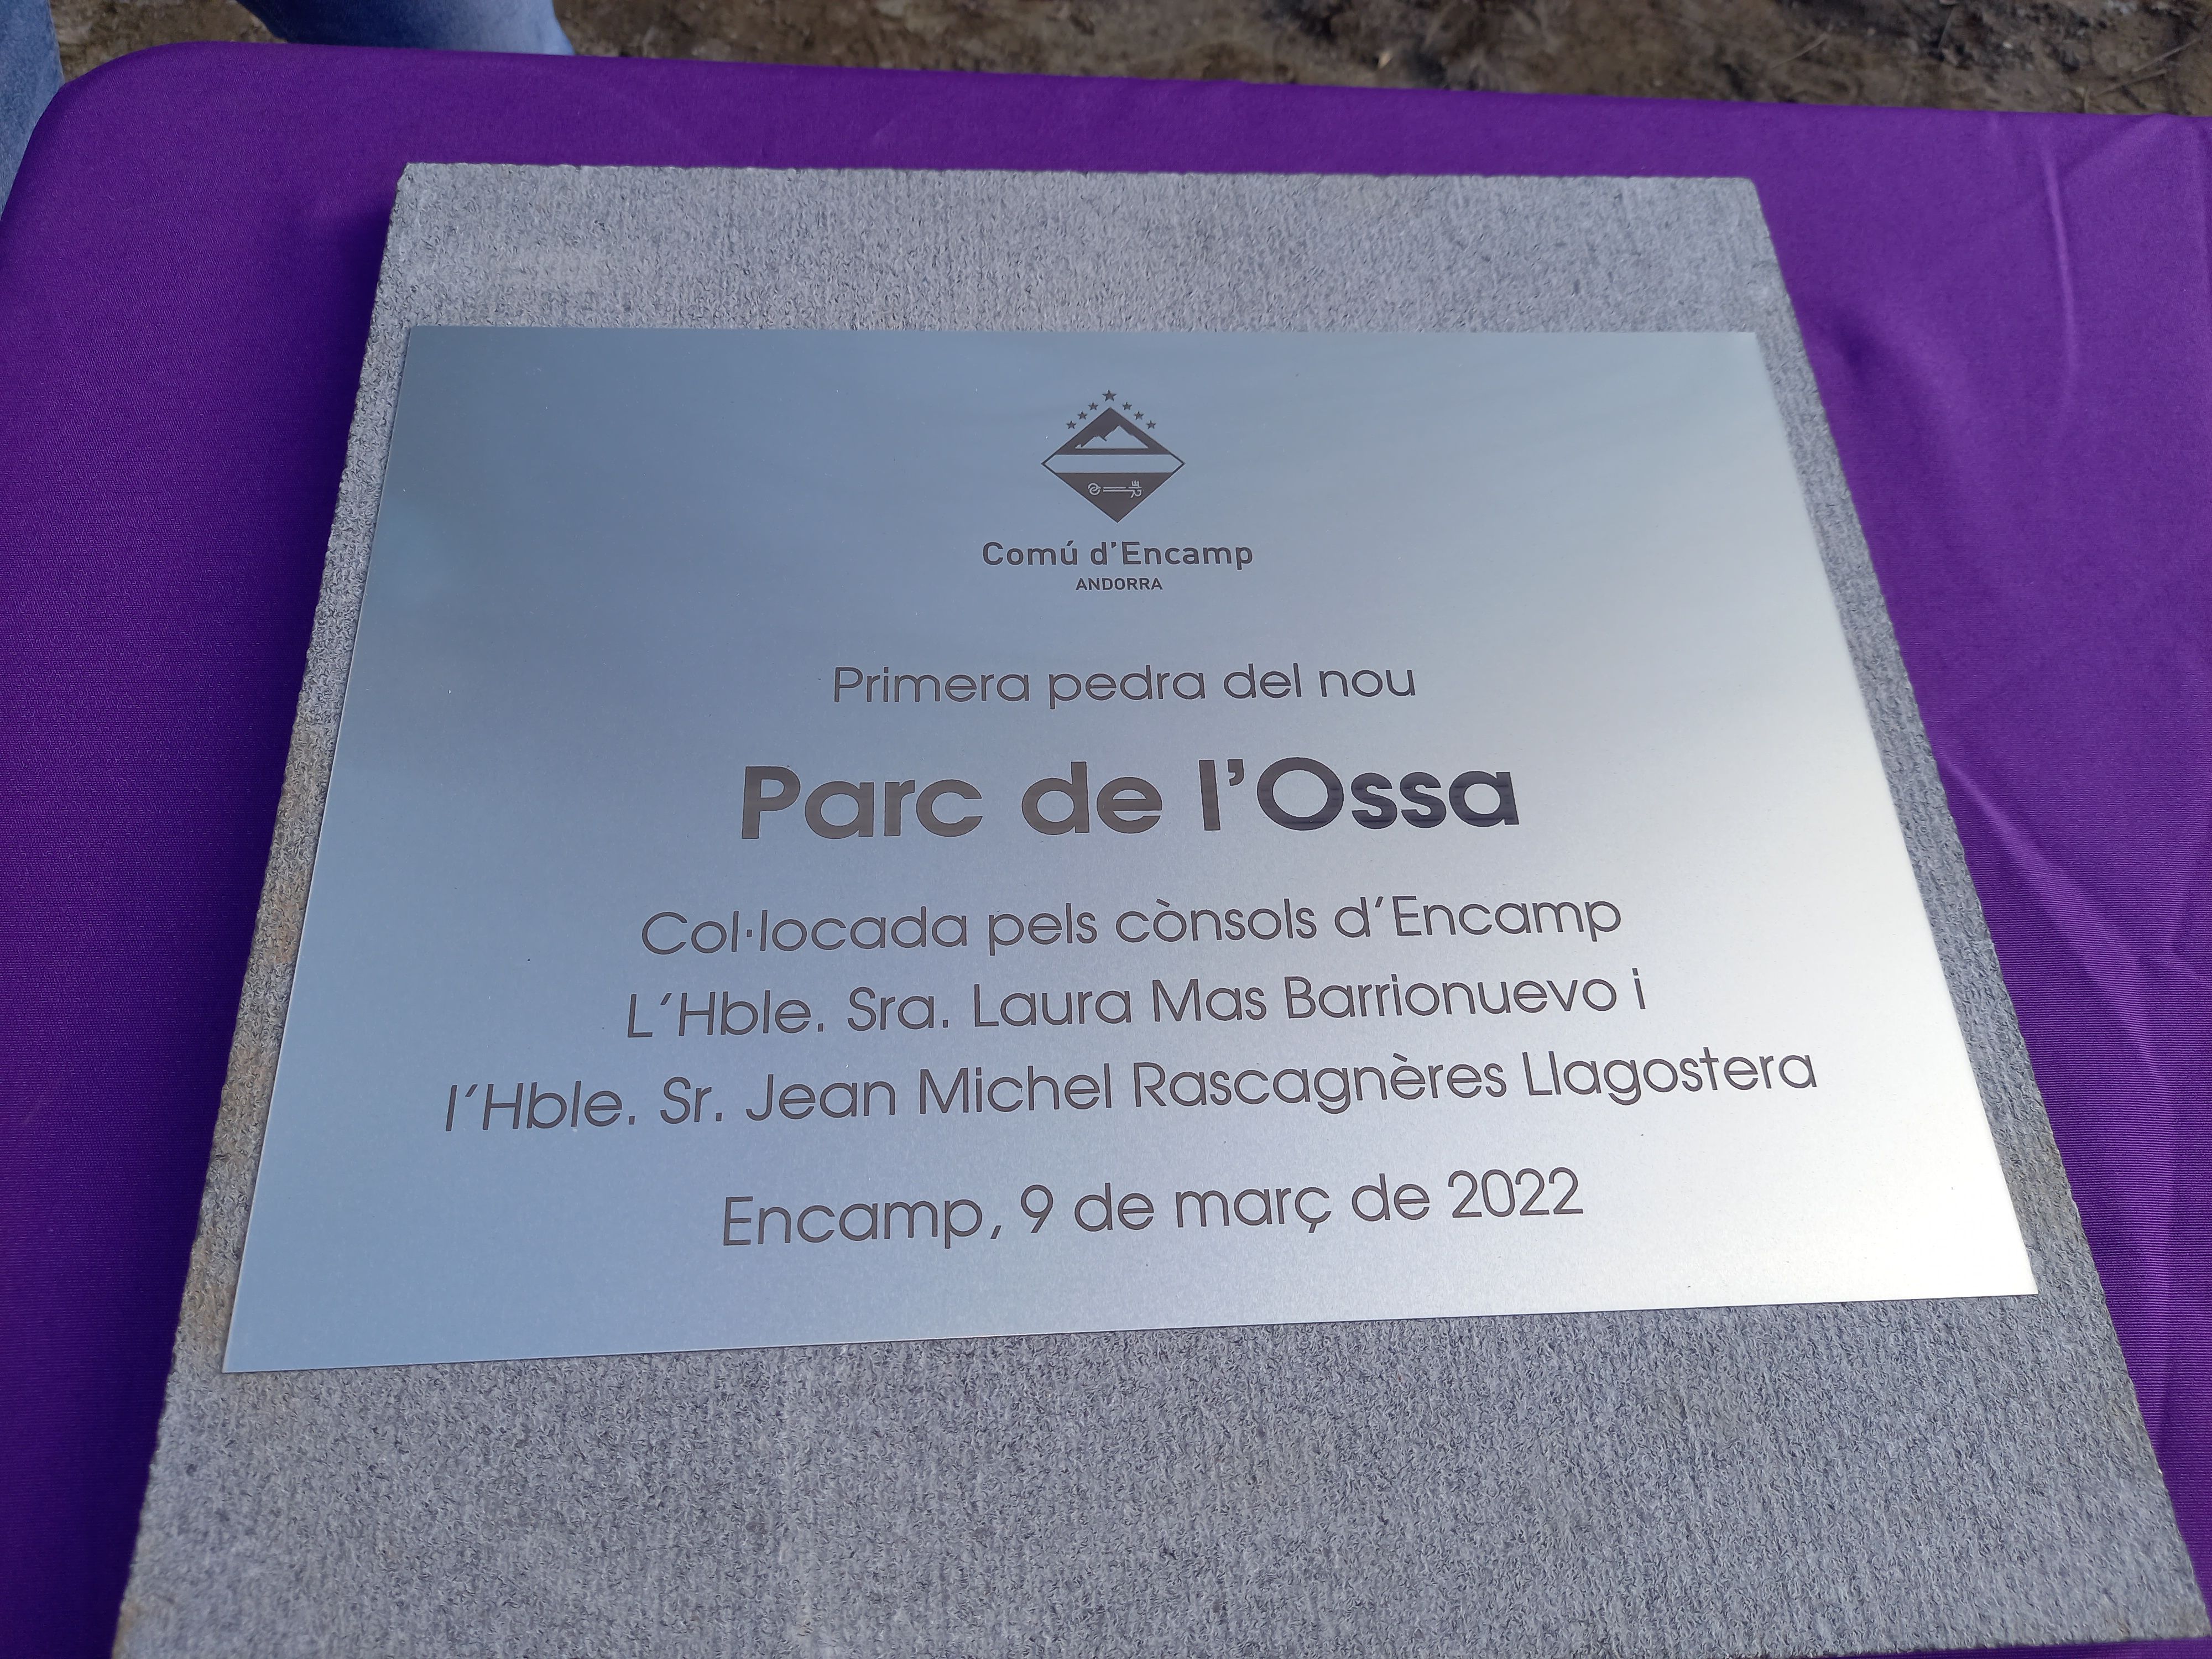 Comú d'Encamp
ANDORRA
Primera pedra del nou
Parc de l'Ossa
Col·locada pels cònsols d'Encamp
L'Hble. Sra. Laura Mas Barrionuevo i
l'Hble. Sr. Jean Michel Rascagnères Llagostera
Encamp, 9 de març de 2022